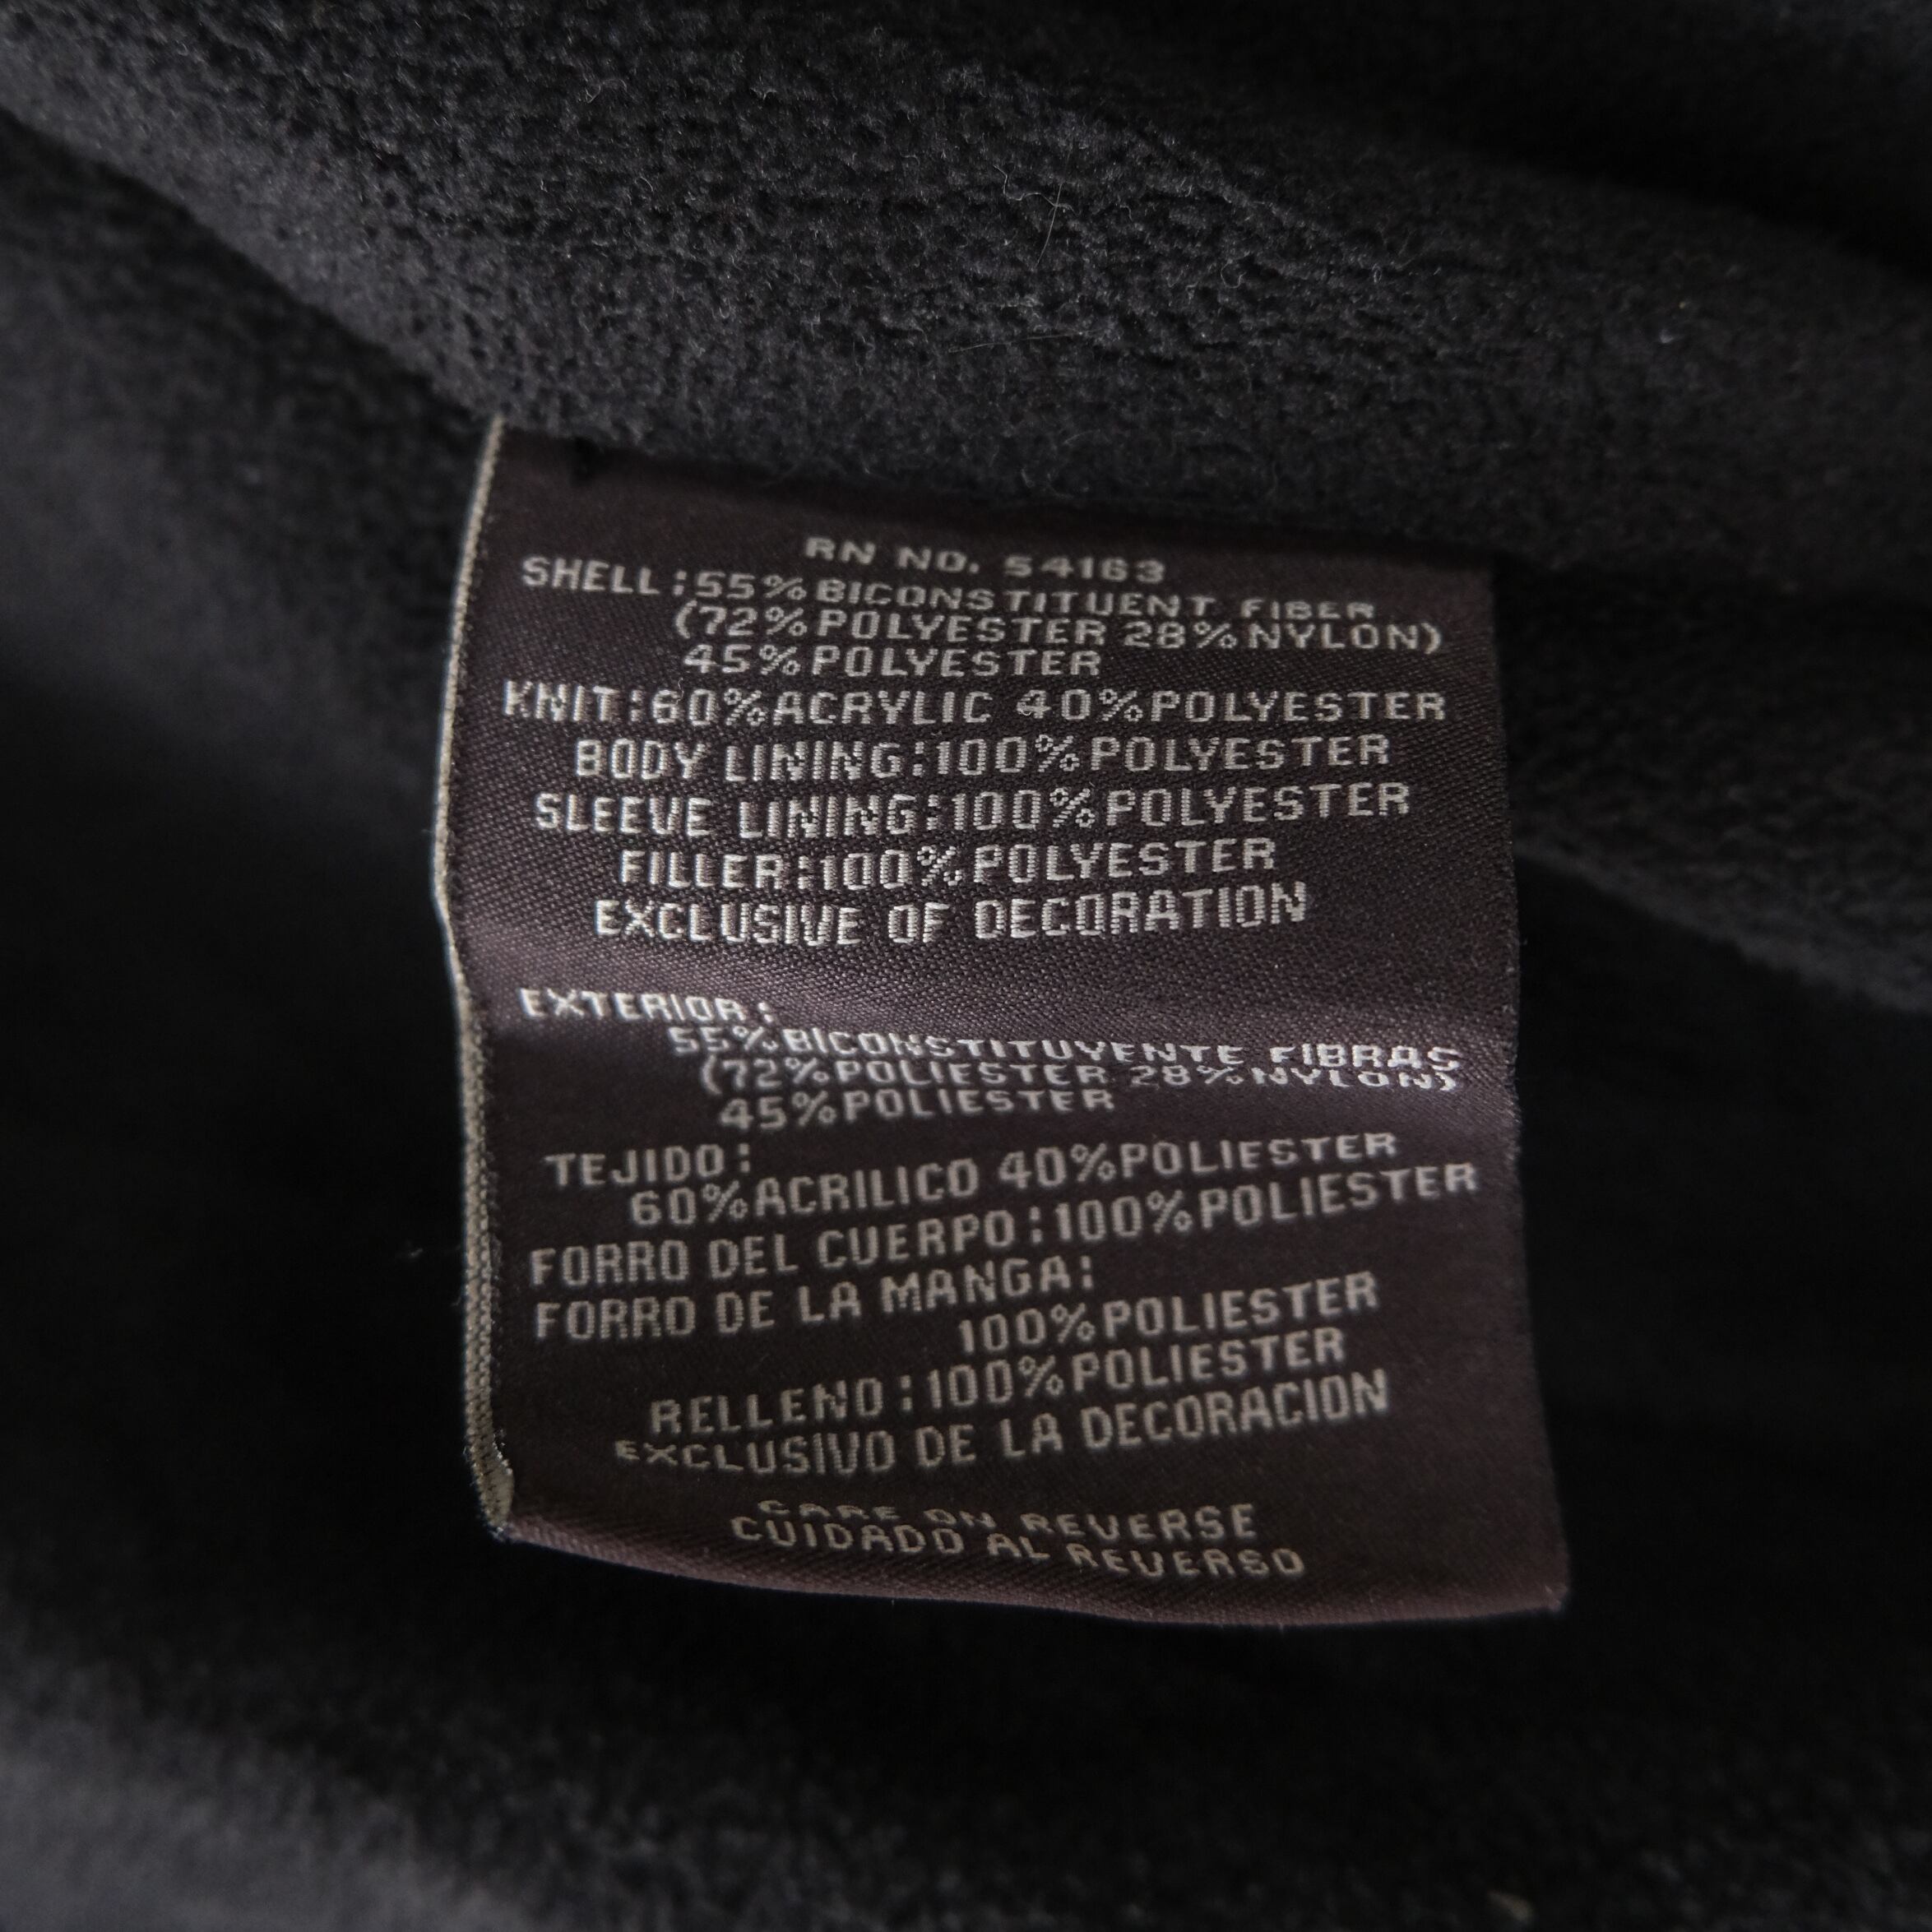 RN NO. 54163
SHELL:55%BICONSTITUENT FIBER
(72%POLYESTER 28%NYLON)
45%POLYESTER
KNIT:60%ACRYLIC 40%POLYESTER
BODY LINING:100%POLYESTER
SLEEVE LINING:100%POLYESTER
FILLER:100%POLYESTER
EXCLUSIVE OF DECORATION
EXTERIOR:
55%BICONSTITUYENTE FIBRAS
(72%POLIESTER 28%NYLON)
45%POLIESTER
TEJIDO:
60%ACRILICO 40%POLIESTER
FORRO DEL CUERPO:100%POLIESTER
FORRO DE LA MANGA:
100%POLIESTER
RELLENO:100%POLIESTER
EXCLUSIVO DE LA DECORACION
CARE ON REVERSE
CUIDADO AL REVERSO